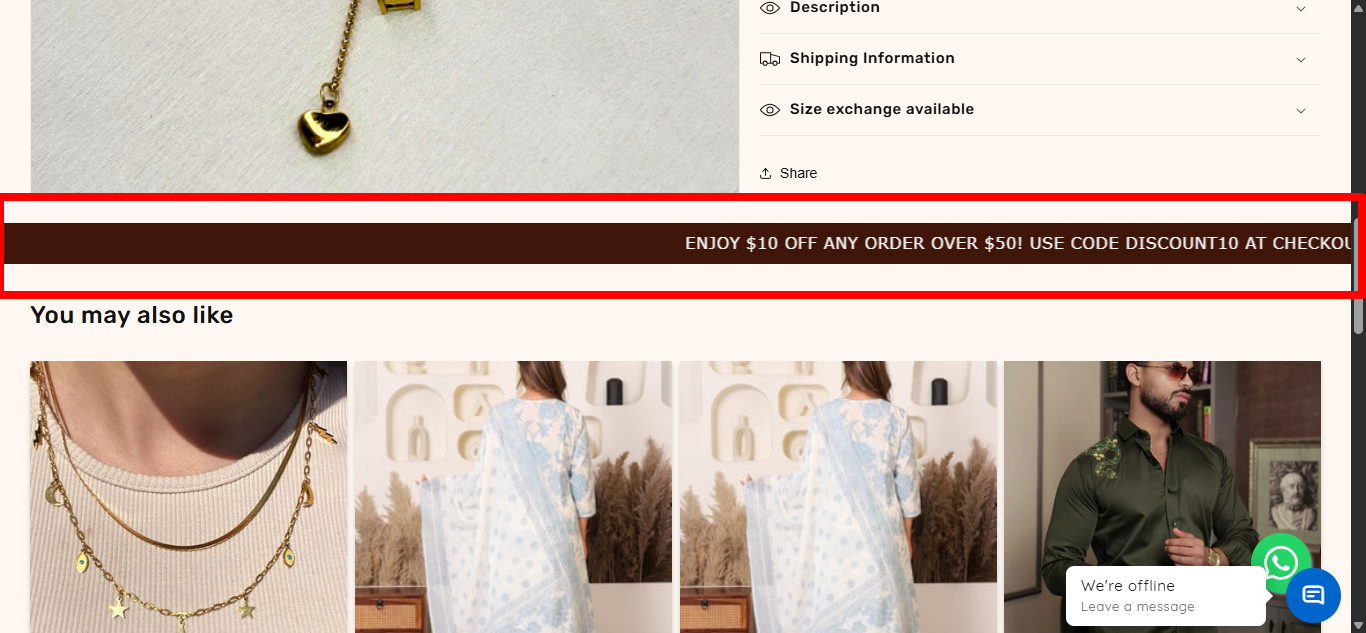 Description
Shipping Information
Size exchange available
Share
ENJOY $10 OFF ANY ORDER OVER $50! USE CODE DISCOUNT10 AT
You may also like
We're offline
Leave a message